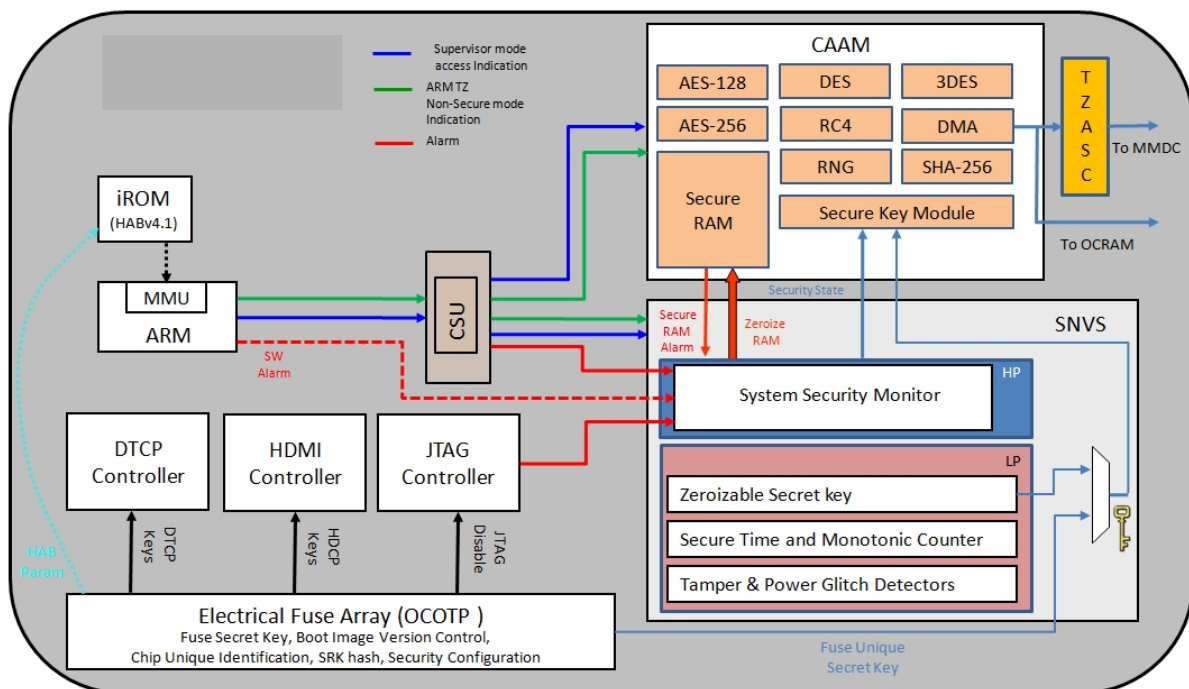 Supervisor mode
access Indication
ARM TZ
Non-Secure mode
Indication
Alarm
CAAM
AES-128
DES
3DES
AES-256
RC4
DMA
RNG
SHA-256
Secure
RAM
Secure Key Module
TZASC
To MMDC
To OCRAM
iROM
(HABv4.1)
MMU
ARM
CSU
SW
Alarm
Security State
Secure
RAM
Alarm
Zeroize
RAM
SNVS
HP
System Security Monitor
LP
Zeroizable Secret key
Secure Time and Monotonic Counter
Tamper & Power Glitch Detectors
DTCP
Controller
HDMI
Controller
JTAG
Controller
DTCP
Keys
HDCP
Keys
JTAG
Disable
HAB
Param
Electrical Fuse Array (OCOTP )
Fuse Secret Key, Boot Image Version Control,
Chip Unique Identification, SRK hash, Security Configuration
Fuse Unique
Secret Key